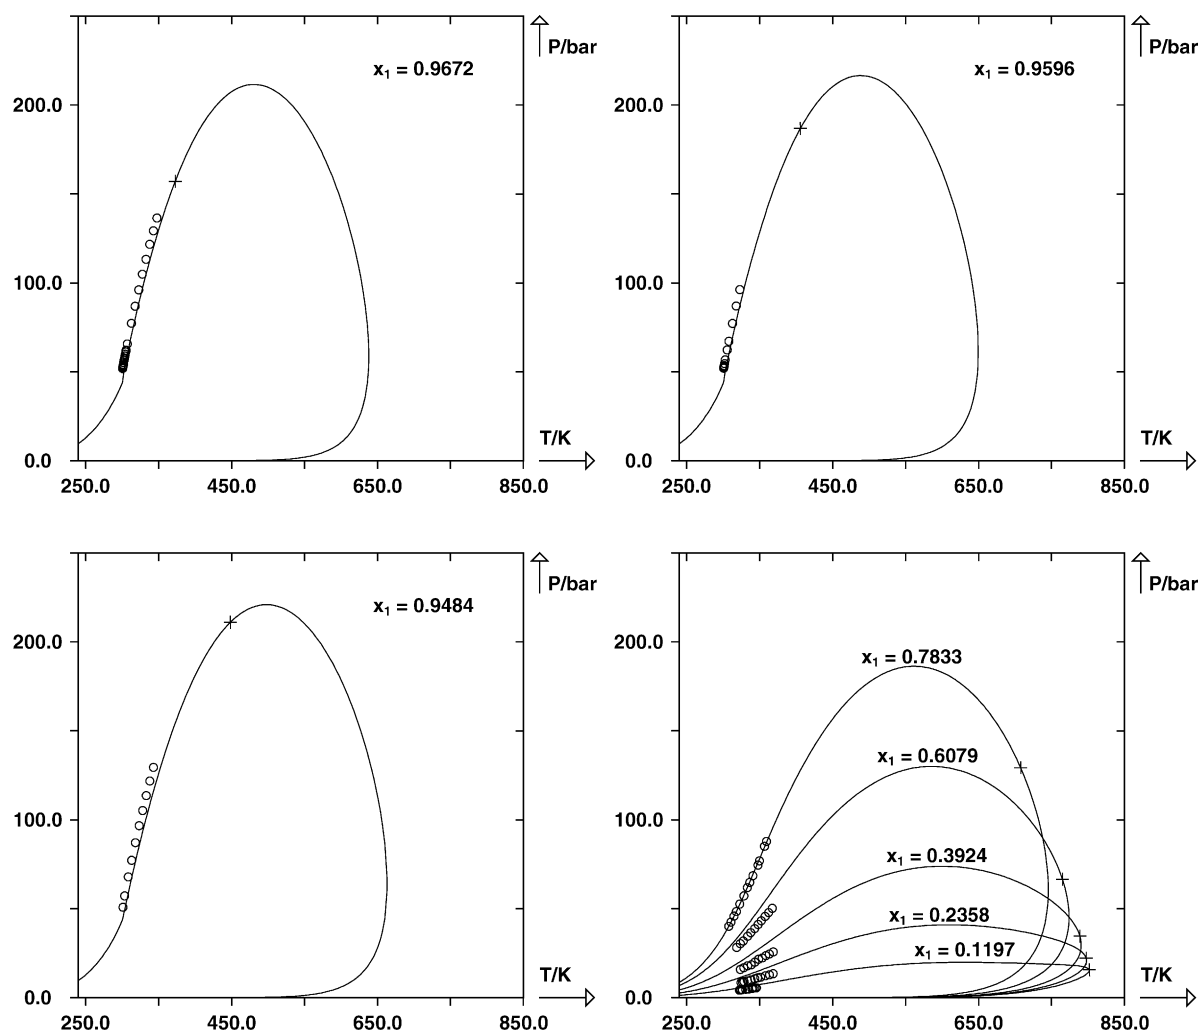 P/bar
x1 = 0.9672
200.0
100.0
T/K
0.0
250.0 450.0 650.0 850.0
P/bar
x1 = 0.9596
200.0
100.0
T/K
0.0
250.0 450.0 650.0 850.0
P/bar
x1 = 0.9484
200.0
100.0
T/K
0.0
250.0 450.0 650.0 850.0
P/bar
200.0
x1 = 0.7833
x1 = 0.6079
100.0
x1 = 0.3924
x1 = 0.2358
x1 = 0.1197
T/K
0.0
250.0 450.0 650.0 850.0